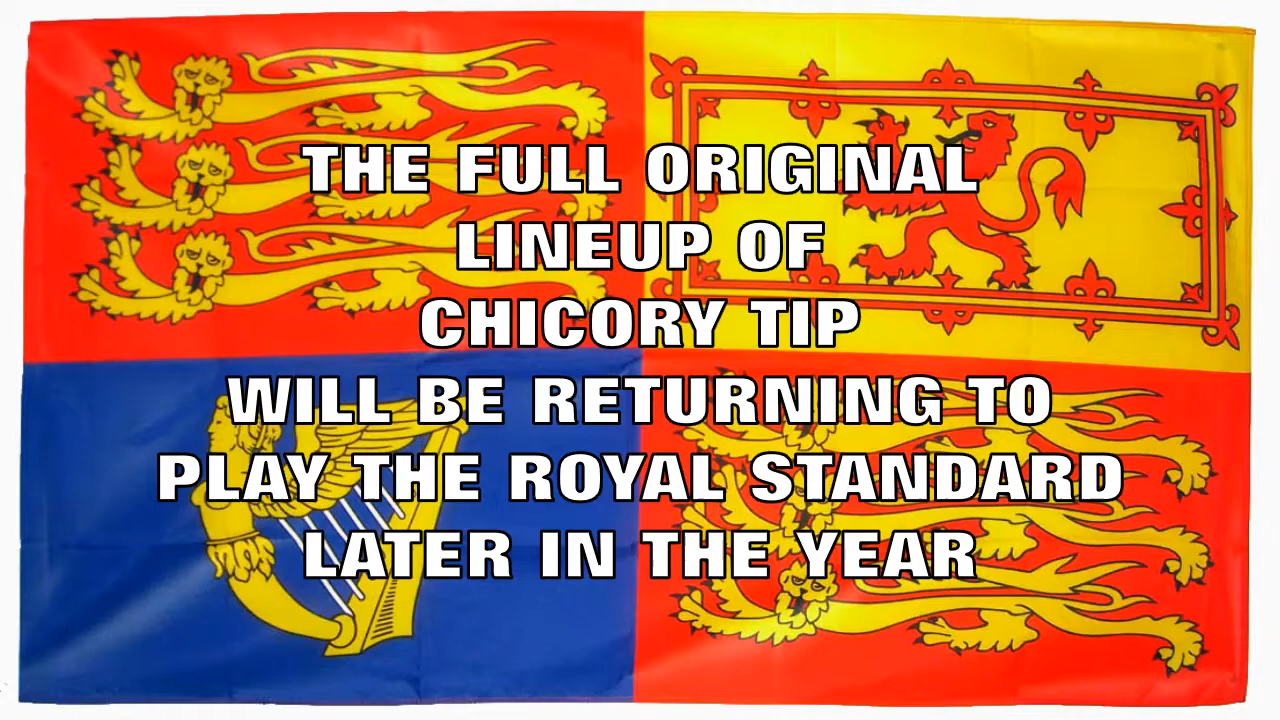 THE FULL ORIGINAL
LINEUP OF
CHICORY TIP
WILL BE RETURNING TO
PLAY THE ROYAL STANDARD
LATER IN THE YEAR